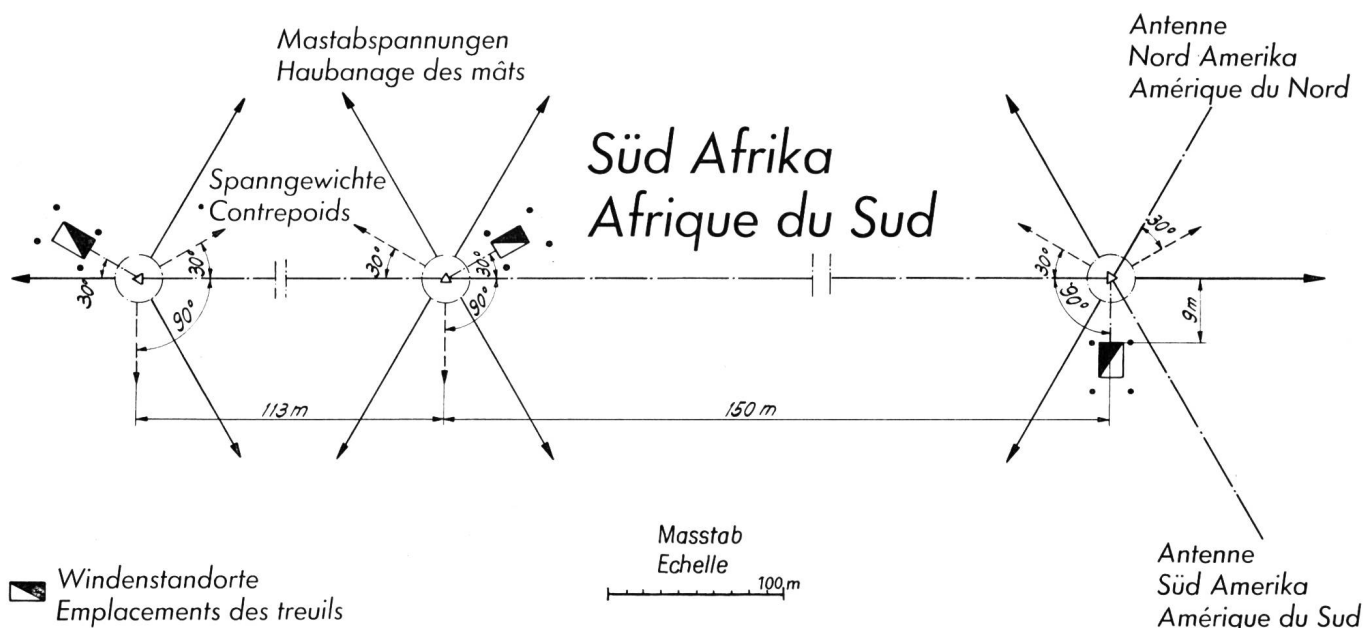 Mastabspannungen
Haubanage des mâts
Antenne
Nord Amerika
Amérique du Nord
Süd Afrika
Afrique du Sud
Spanngewichte
Contrepoids
30°
30°
90°
30°
30°
90°
30°
90°
30°
9m
113 m
150 m
Masstab
Echelle
100 m
Windenstandorte
Emplacements des treuils
Antenne
Süd Amerika
Amérique du Sud